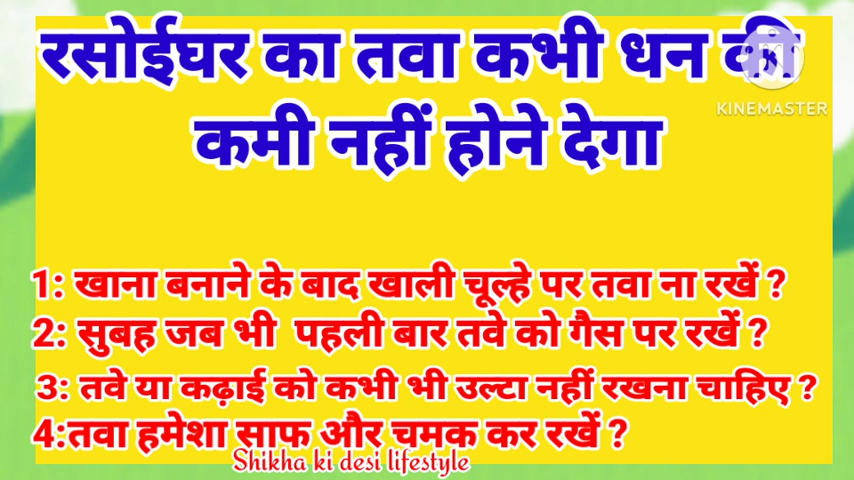 रसोईघर का तवा कभी धन की
KINEMASTER
कमी नहीं होने देगा
1: खाना बनाने के बाद खाली चूल्हे पर तवा ना रखें ?
2: सुबह जब भी पहली बार तवे को गैस पर रखें ?
3: तवे या कढ़ाई को कभी भी उल्टा नहीं रखना चाहिए ?
4:तवा हमेशा साफ और चमक कर रखें ?
Shikha ki desi lifestyle